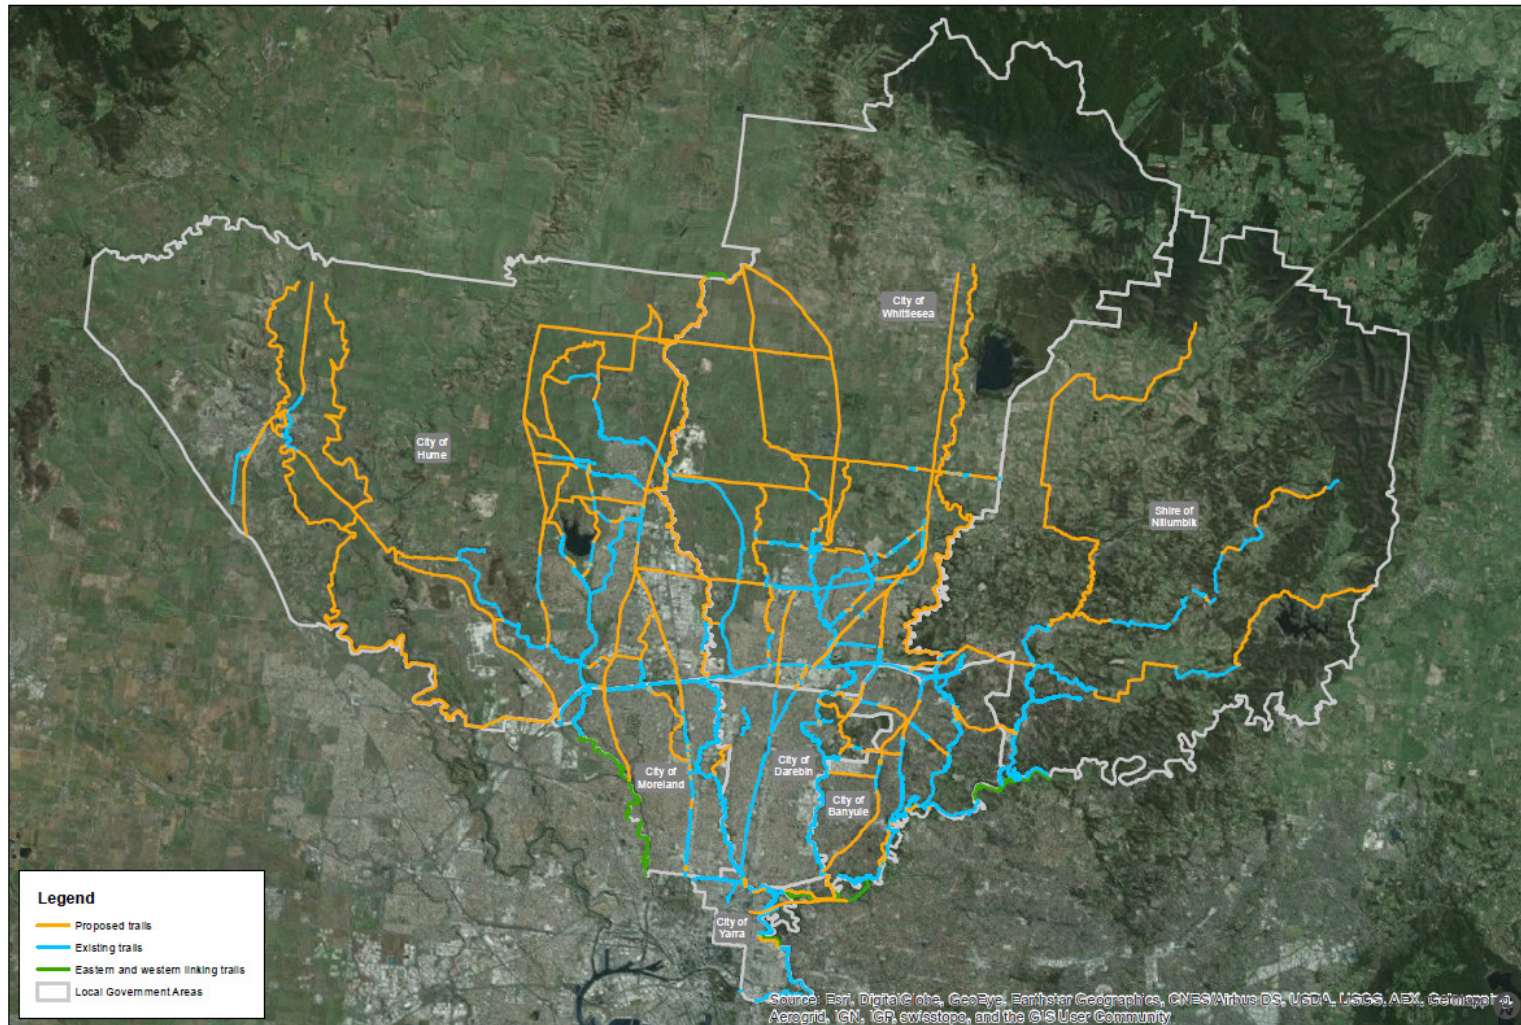 City of
Whittlesea
City of
Hume
Shire of
Nillumbik
City of
Moreland
City of
Darebin
City of
Banyule
City of
Yarra
Legend
Proposed trails
Existing trails
Eastern and western linking trails
Local Government Areas
Source: Esri, DigitalGlobe, GeoEye, Earthstar Geographics, CNES/Airbus DS, USDA, USGS, AEX, Getmapping,
Aerogrid, IGN, IGP, swisstopo, and the GIS User Community